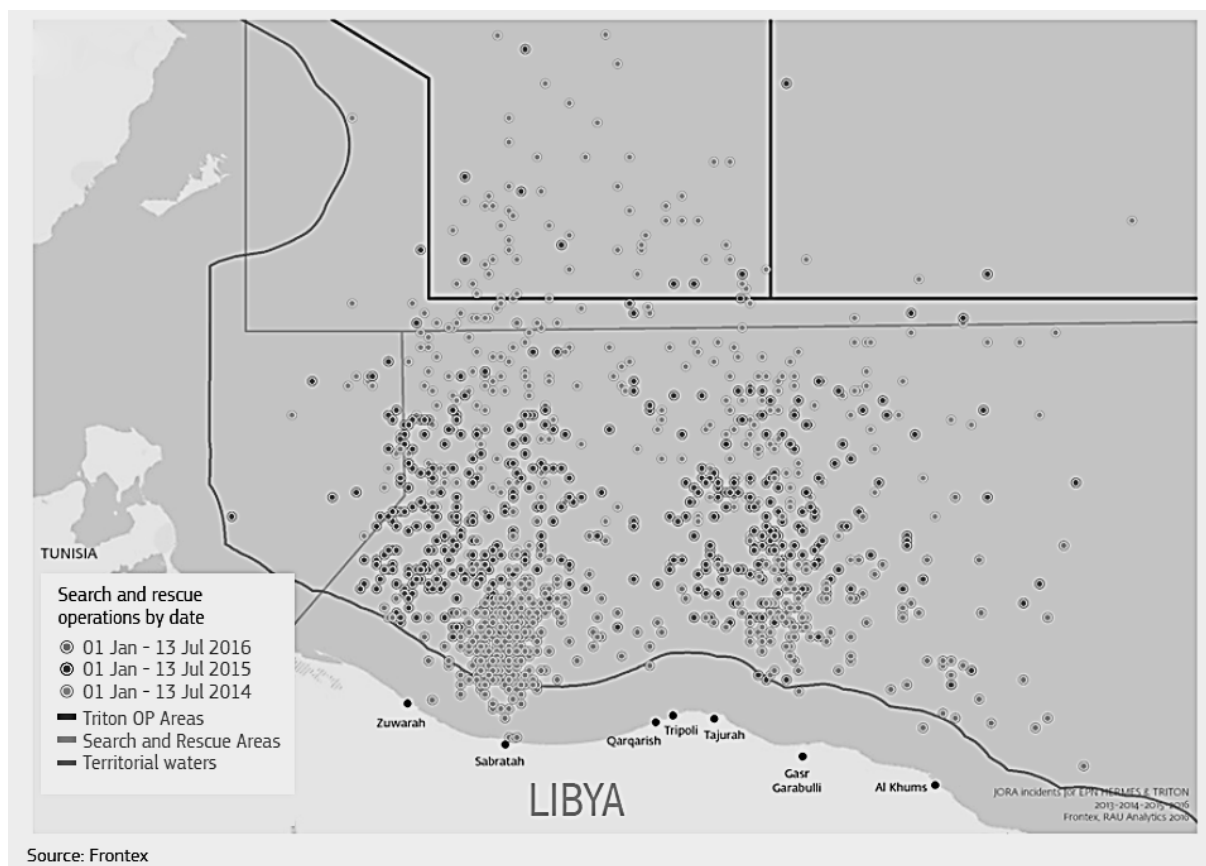 TUNISIA
Search and rescue
operations by date
01 Jan - 13 Jul 2016
01 Jan - 13 Jul 2015
01 Jan - 13 Jul 2014
Triton OP Areas
Search and Rescue Areas
Territorial waters
Zuwarah
Sabratah
Qarqarish
Tripoli
Tajurah
Gasr
Garabulli
Al Khums
LIBYA
JORA incidents for EPN HERMES & TRITON
2013-2014-2015-2016
Frontex, RAU Analytics 2016
Source: Frontex